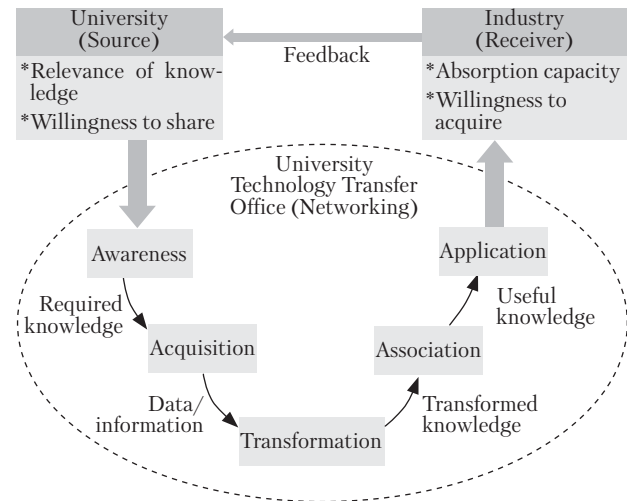 University
(Source)
*Relevance of know-
ledge
*Willingness to share
Feedback
Industry
(Receiver)
*Absorption capacity
*Willingness to
acquire
University
Technology Transfer
Office (Networking)
Awareness
Required
knowledge
Acquisition
Data/
information
Transformation
Transformed
knowledge
Association
Useful
knowledge
Application